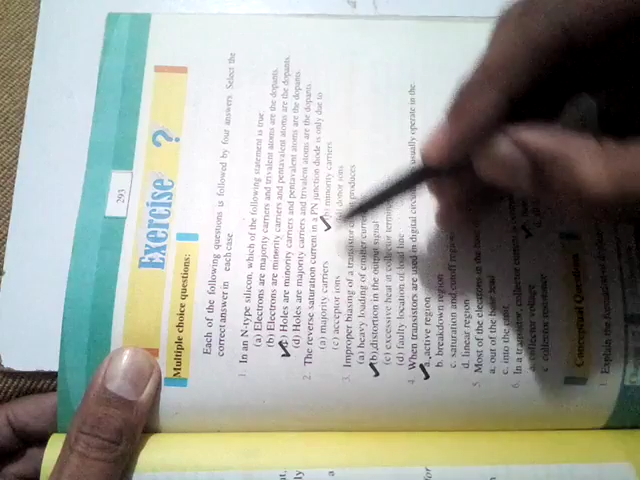 293
Exercise ?
Multiple choice questions:
Each of the following questions is followed by four answers. Select the
correct answer in each case.
1. In an N-type silicon, which of the following statement is true:
(a) Electrons are majority carriers and trivalent atoms are the dopants.
(b) Electrons are minority carriers and pentavalent atoms are the dopants.
(c) Holes are minority carriers and pentavalent atoms are the dopants.
(d) Holes are majority carriers and trivalent atoms are the dopants.
2. The reverse saturation current in a PN junction diode is only due to
(a) majority carriers (b) minority carriers
(c) acceptor ions (d) donor ions
3. Improper biasing of a transistor produces
(a) heavy loading of emitter
(b) distortion in the output signal
(c) excessive heat at collector
(d) faulty location of load line
4. When transistors are used in digital usually operate in the
a. active region
b. breakdown region
c. saturation and cutoff
d. linear region
5. Most of the electrons in the base
a. out of the base lead
c. into the
6. In a transistor, collector current is
a. collector voltage
c. collector resistance
Conceptual Questions
1. Explain the